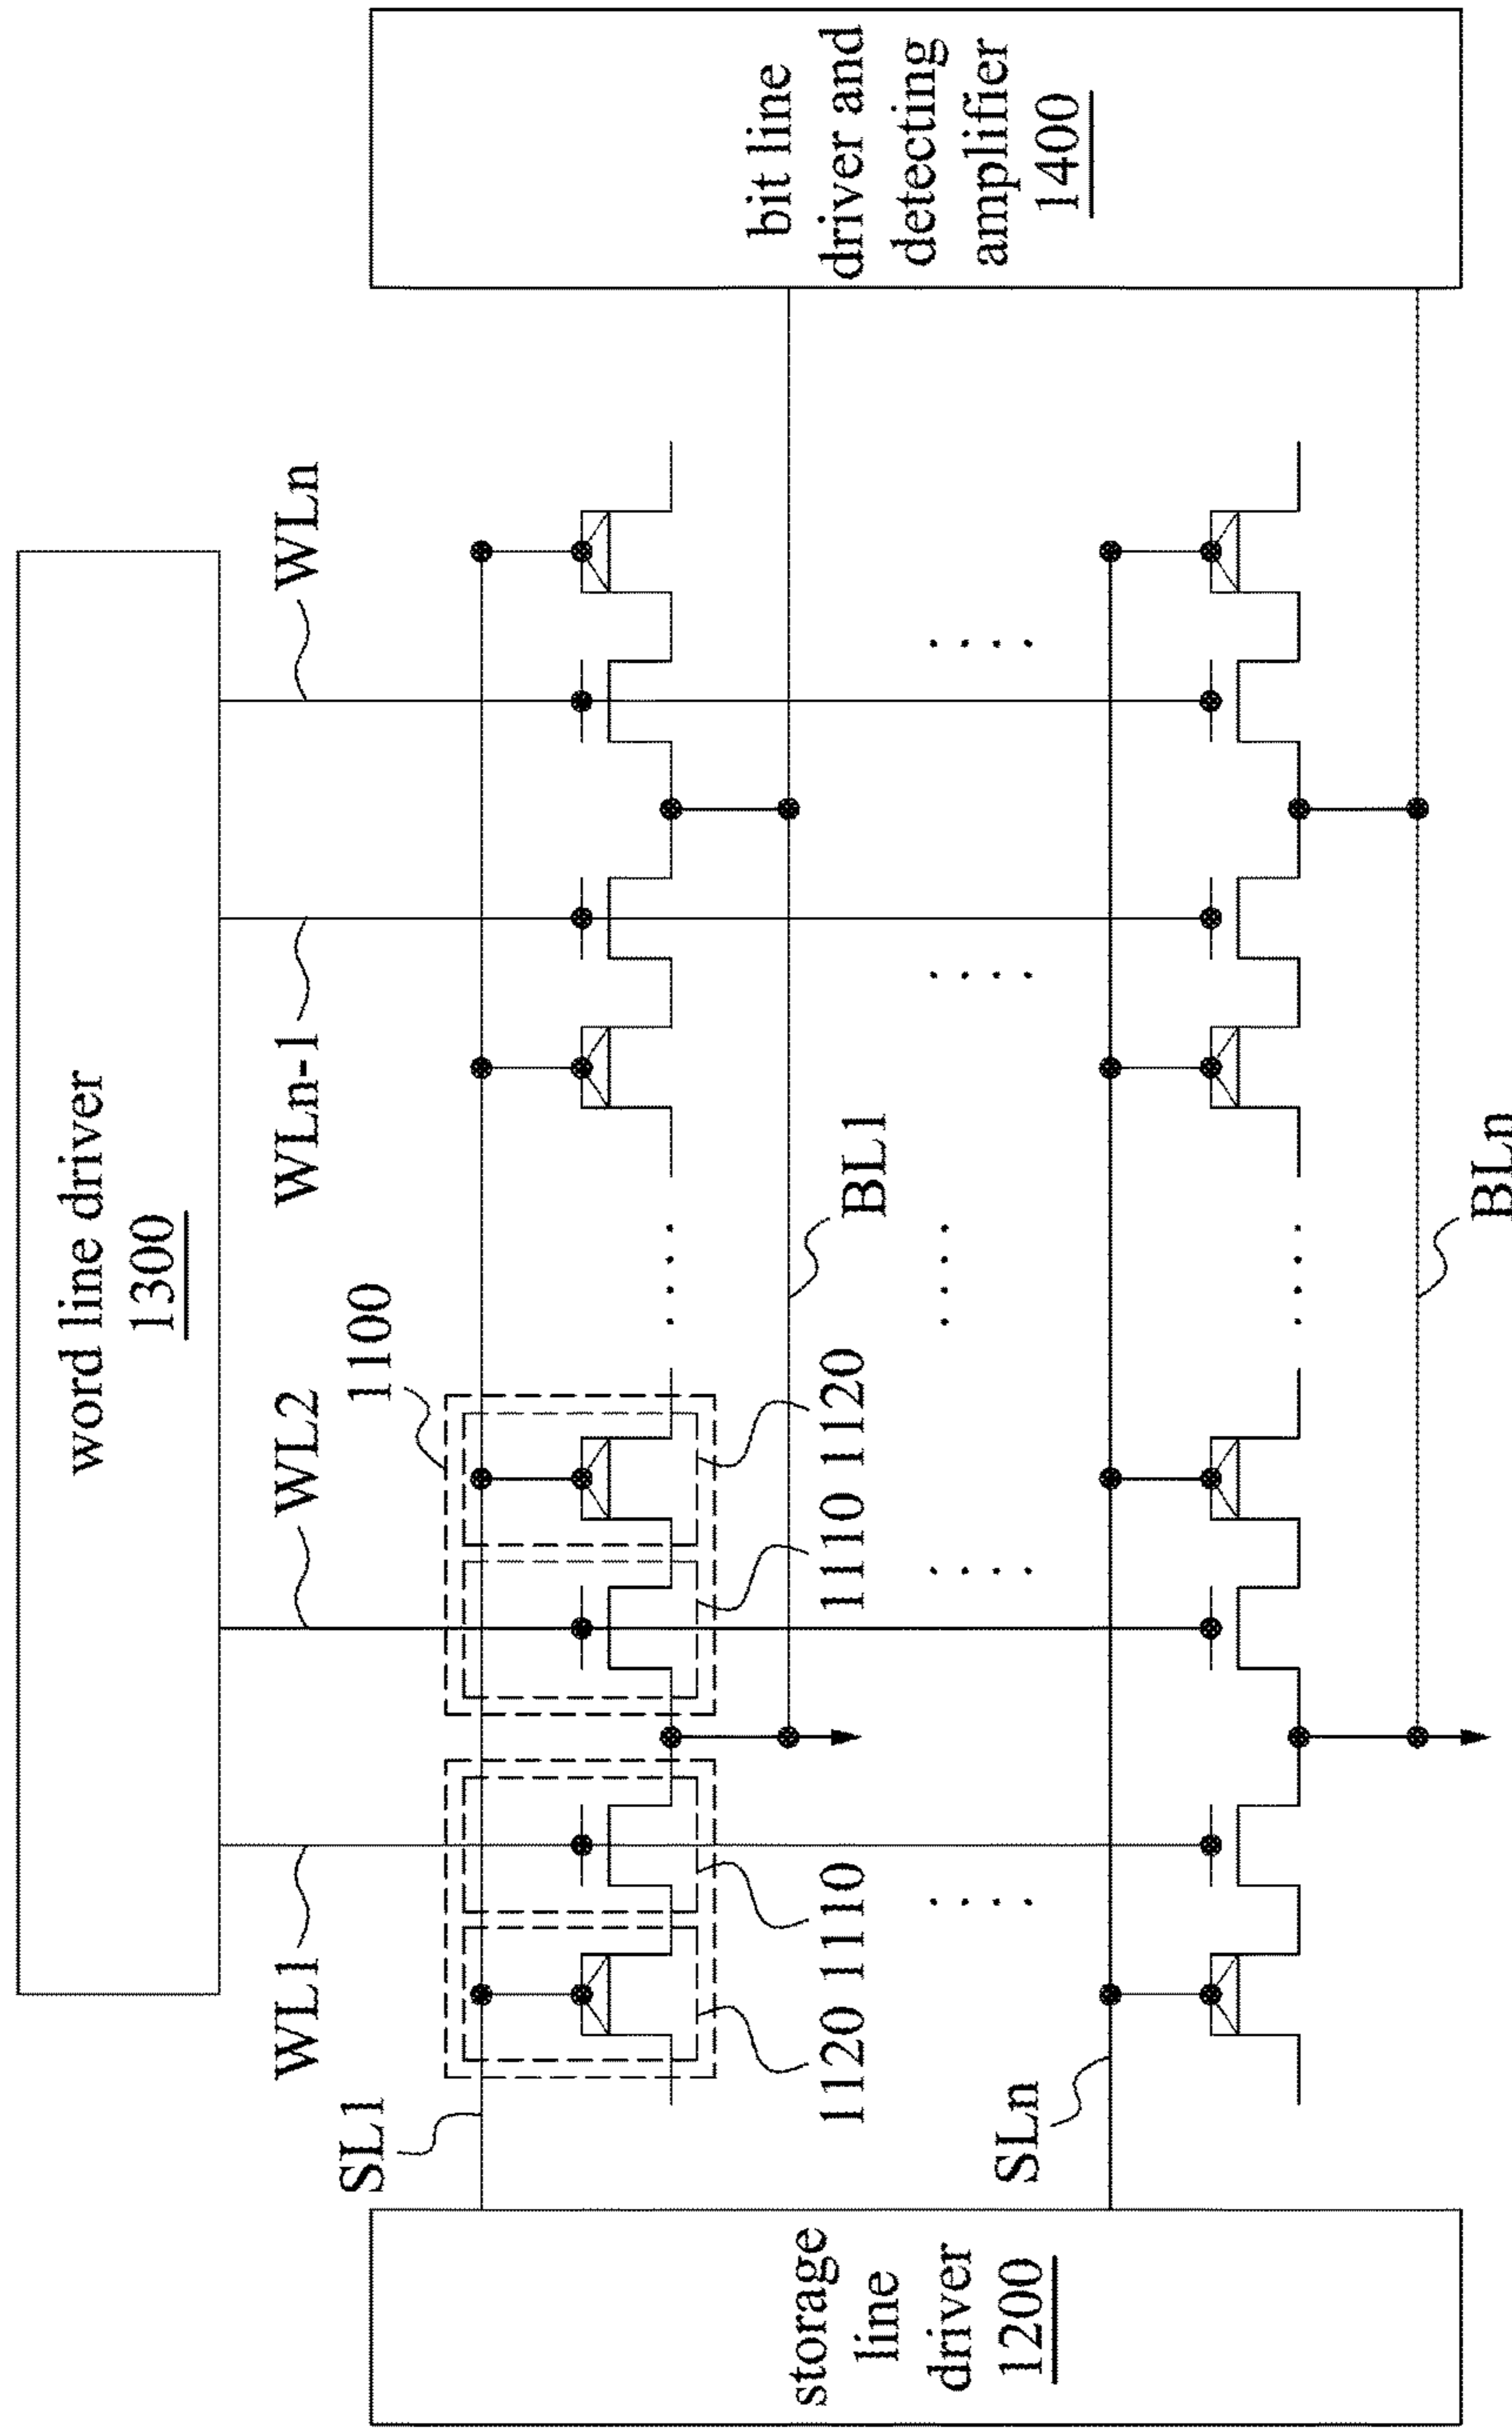 word line driver
1300
WL1
WL2
WLn-1
WLn
1100
SL1
1120
1110
1110
1120
BL1
SLn
BLn
storage
line
driver
1200
bit line
driver and
detecting
amplifier
1400